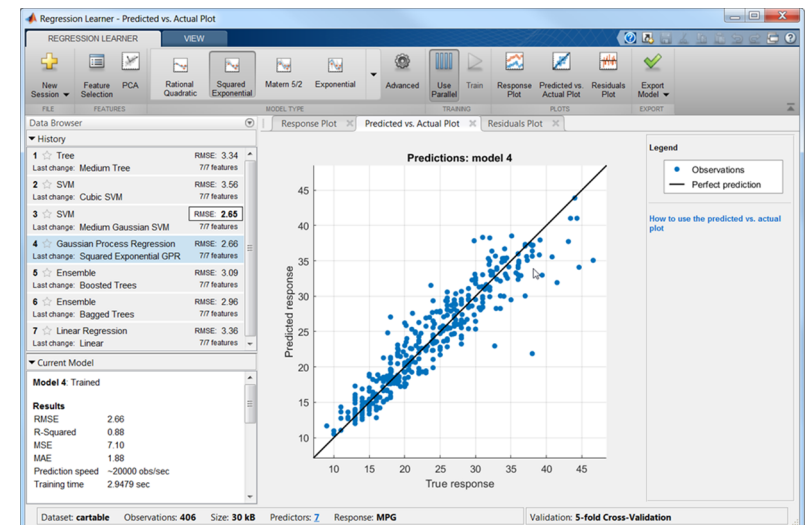 Regression Learner - Predicted vs. Actual Plot
REGRESSION LEARNER VIEW
New Session
Feature Selection
PCA
Rational Quadratic
Squared Exponential
Matern 5/2
Exponential
Advanced
Use Parallel
Train
Response Plot
Predicted vs. Actual Plot
Residuals Plot
Export Model
FILE FEATURES MODEL TYPE TRAINING PLOTS EXPORT
Data Browser
History
1 Tree RMSE: 3.34
Last change: Medium Tree 7/7 features
2 SVM RMSE: 3.56
Last change: Cubic SVM 7/7 features
3 SVM RMSE: 2.65
Last change: Medium Gaussian SVM 7/7 features
4 Gaussian Process Regression RMSE: 2.66
Last change: Squared Exponential GPR 7/7 features
5 Ensemble RMSE: 3.09
Last change: Boosted Trees 7/7 features
6 Ensemble RMSE: 2.96
Last change: Bagged Trees 7/7 features
7 Linear Regression RMSE: 3.36
Last change: Linear 7/7 features
Current Model
Model 4: Trained
Results
RMSE 2.66
R-Squared 0.88
MSE 7.10
MAE 1.88
Prediction speed ~20000 obs/sec
Training time 2.9479 sec
Response Plot Predicted vs. Actual Plot Residuals Plot
Predictions: model 4
Predicted response
45
40
35
30
25
20
15
10
10 15 20 25 30 35 40 45
True response
Legend
Observations
Perfect prediction
How to use the predicted vs. actual
plot
Dataset: cartable Observations: 406 Size: 30 kB Predictors: 7 Response: MPG Validation: 5-fold Cross-Validation